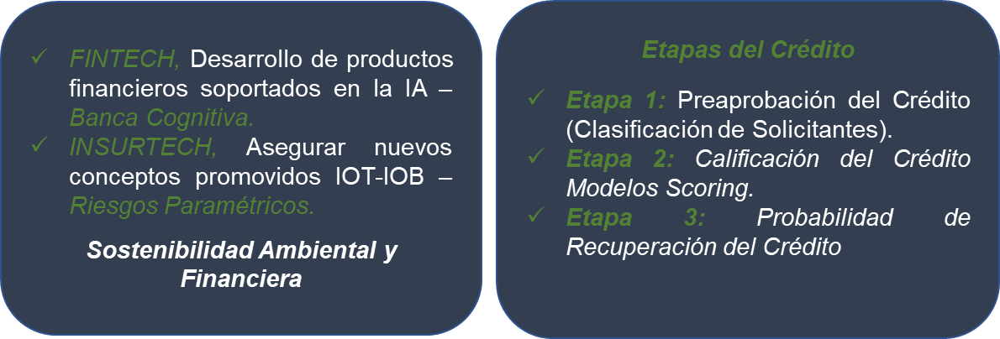 ✓ FINTECH, Desarrollo de productos
financieros soportados en la IA –
Banca Cognitiva.
✓ INSURTECH, Asegurar nuevos
conceptos promovidos IOT-IOB –
Riesgos Paramétricos.
Sostenibilidad Ambiental y
Financiera
Etapas del Crédito
✓ Etapa 1: Preaprobación del Crédito
(Clasificación de Solicitantes).
✓ Etapa 2: Calificación del Crédito
Modelos Scoring.
✓ Etapa 3: Probabilidad de
Recuperación del Crédito